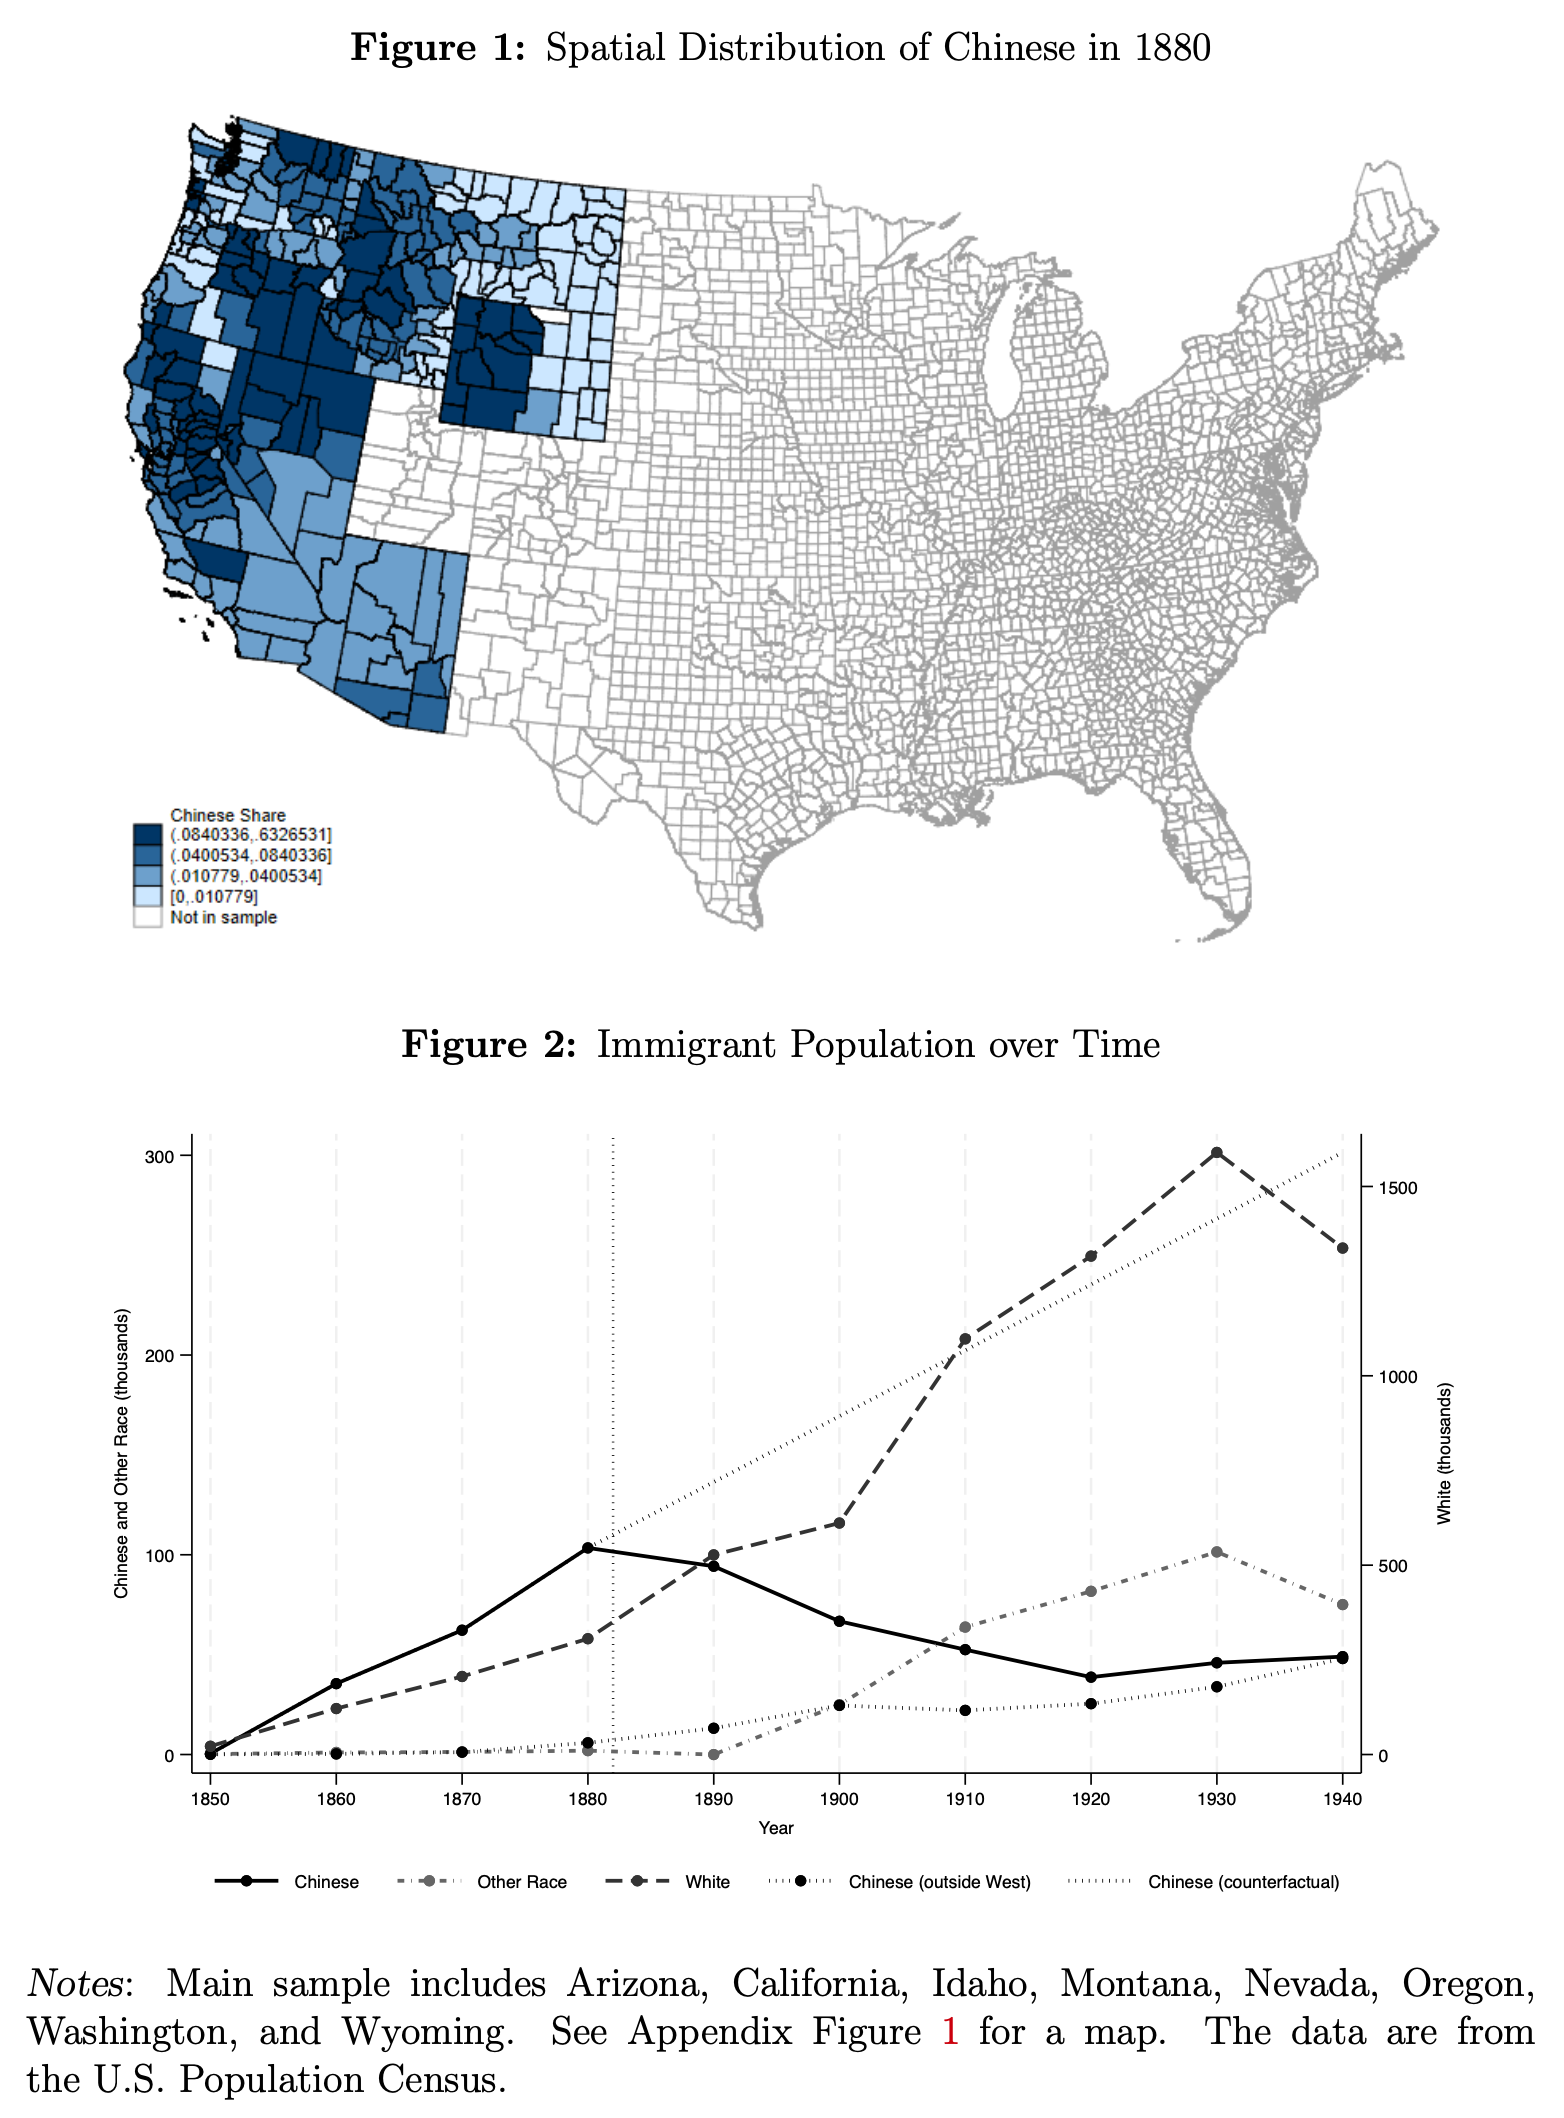 Figure 1: Spatial Distribution of Chinese in 1880
Chinese Share
(.0840336,.6326531]
(.0400534,.0840336]
(.010779,.0400534]
[0,.010779]
Not in sample
Figure 2: Immigrant Population over Time
Chinese and Other Race (thousands)
300
200
100
0
White (thousands)
1500
1000
500
0
1850 1860 1870 1880 1890 1900 1910 1920 1930 1940
Year
Chinese Other Race White Chinese (outside West) Chinese (counterfactual)
Notes: Main sample includes Arizona, California, Idaho, Montana, Nevada, Oregon,
Washington, and Wyoming. See Appendix Figure 1 for a map. The data are from
the U.S. Population Census.